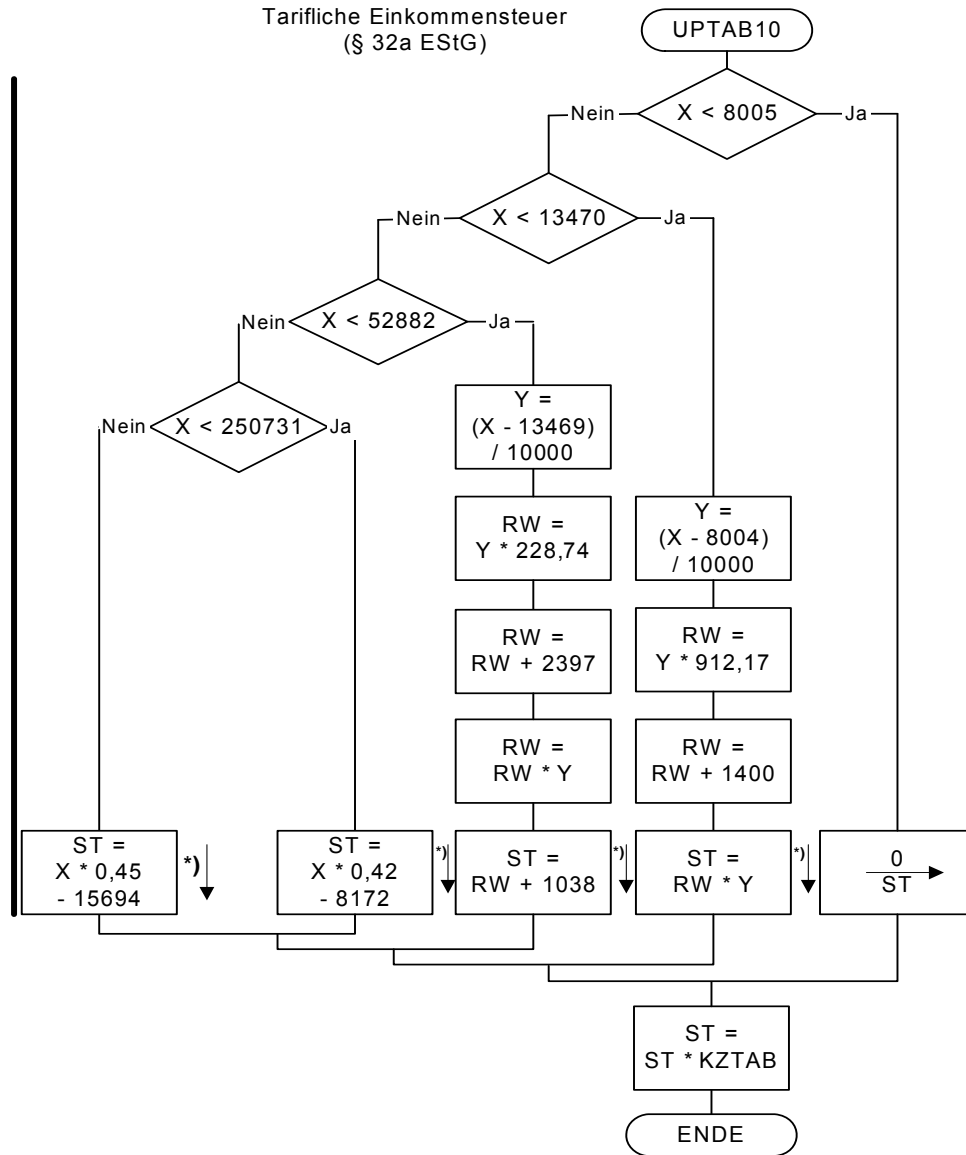 Tarifliche Einkommensteuer
(§ 32a EStG)
UPTAB10
X < 8005
Nein
Ja
X < 13470
Nein
Ja
X < 52882
Nein
Ja
X < 250731
Nein
Ja
Y =
(X - 13469)
/ 10000
RW =
Y * 228,74
RW =
RW + 2397
RW =
RW * Y
Y =
(X - 8004)
/ 10000
RW =
Y * 912,17
RW =
RW + 1400
ST =
X * 0,45
- 15694
*)
ST =
X * 0,42
- 8172
*)
ST =
RW + 1038
*)
ST =
RW * Y
*)
0
ST
ST =
ST * KZTAB
ENDE